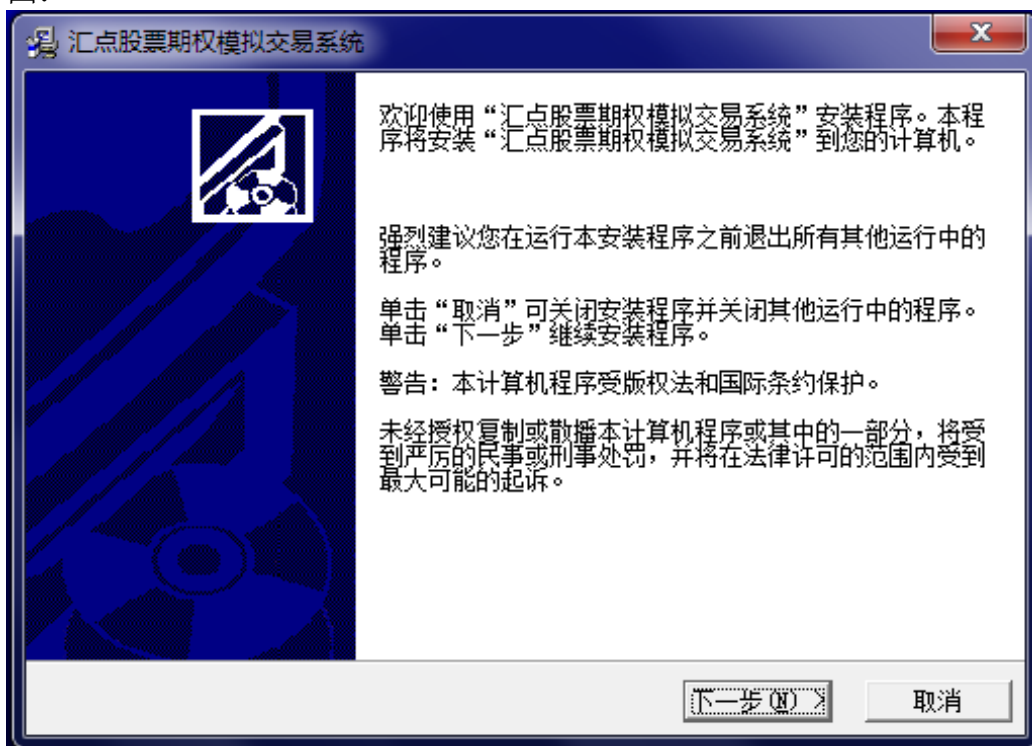 汇点股票期权模拟交易系统
欢迎使用“汇点股票期权模拟交易系统”安装程序。本程
序将安装“汇点股票期权模拟交易系统”到您的计算机。
强烈建议您在运行本安装程序之前退出所有其他运行中的
程序。
单击“取消”可关闭安装程序并关闭其他运行中的程序。
单击“下一步”继续安装程序。
警告：本计算机程序受版权法和国际条约保护。
未经授权复制或散播本计算机程序或其中的一部分，将受
到严厉的民事或刑事处罚，并将在法律许可的范围内受到
最大可能的起诉。
下一步(N) >
取消